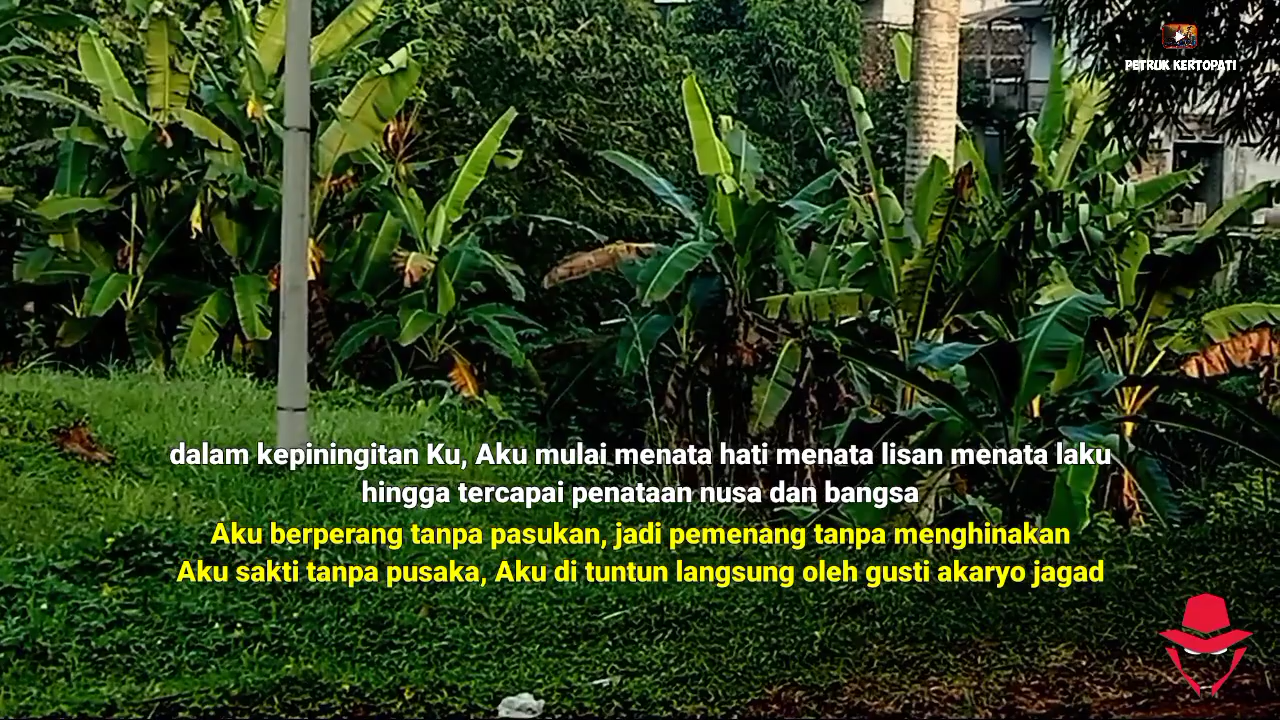 PETRUK KERTOPATI
dalam kepiningitan Ku, Aku mulai menata hati menata lisan menata laku
hingga tercapai penataan nusa dan bangsa
Aku berperang tanpa pasukan, jadi pemenang tanpa menghinakan
Aku sakti tanpa pusaka, Aku di tuntun langsung oleh gusti akaryo jagad